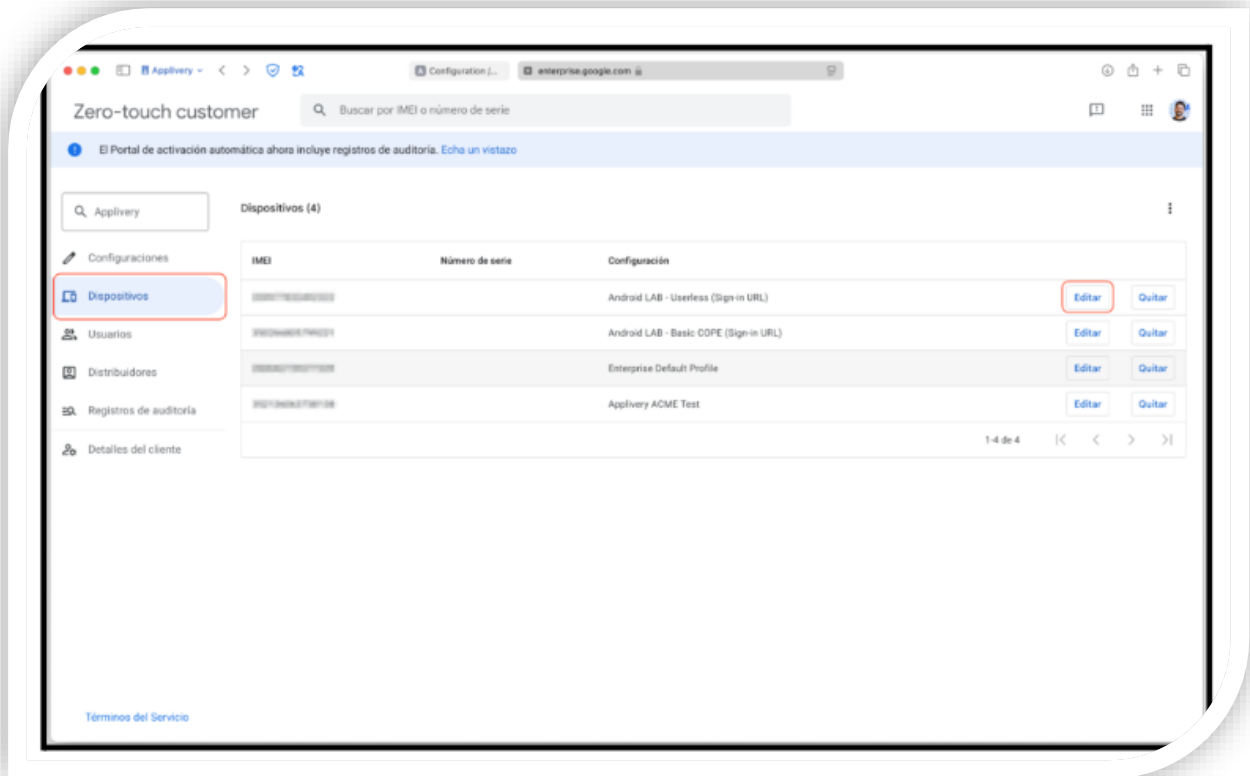 Applivery
Configuration /...
enterprise.google.com
Zero-touch customer
Buscar por IMEI o número de serie
El Portal de activación automática ahora incluye registros de auditoría. Echa un vistazo
Applivery
Dispositivos (4)
Configuraciones
IMEI Número de serie Configuración
Dispositivos
Android LAB - Userless (Sign-in URL) Editar Quitar
Usuarios
Android LAB - Basic COPE (Sign-in URL) Editar Quitar
Distribuidores
Enterprise Default Profile Editar Quitar
Registros de auditoría
Applivery ACME Test Editar Quitar
1-4 de 4
Detalles del cliente
Términos del Servicio